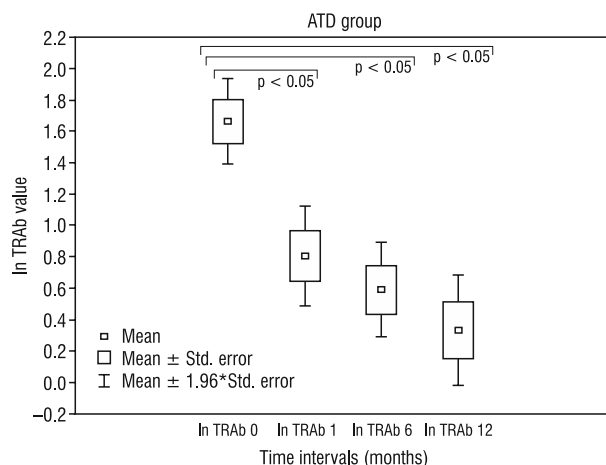 ATD group
2.2
2.0
1.8
1.6
1.4
1.2
1.0
0.8
0.6
0.4
0.2
0.0
−0.2
ln TRAb value
p < 0.05
p < 0.05
p < 0.05
Mean
Mean ± Std. error
Mean ± 1.96*Std. error
ln TRAb 0 ln TRAb 1 ln TRAb 6 ln TRAb 12
Time intervals (months)